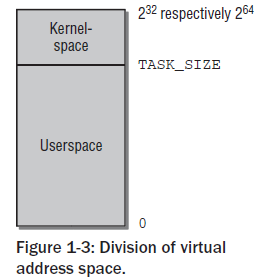 Kernel-
space
2³² respectively 2⁶⁴
TASK_SIZE
Userspace
0
Figure 1-3: Division of virtual
address space.